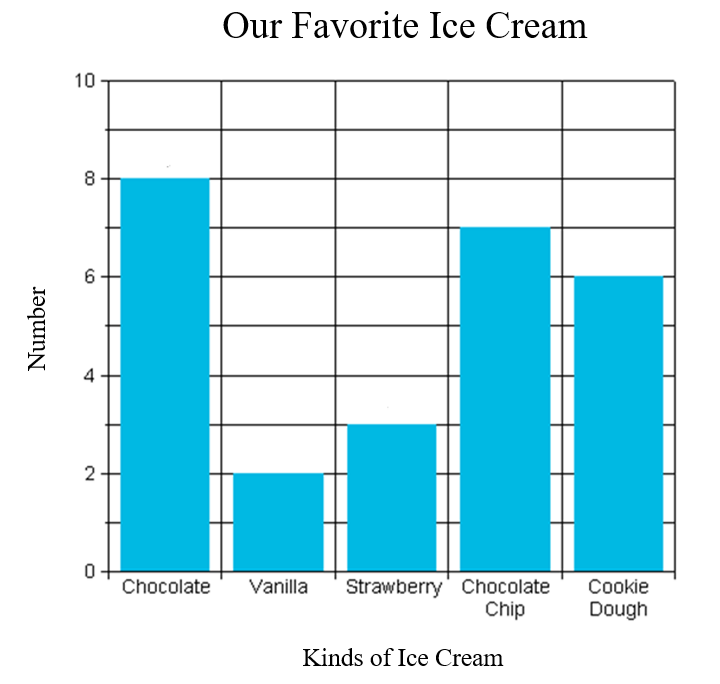 Our Favorite Ice Cream
10
8
6
4
2
0
Number
Chocolate
Vanilla
Strawberry
Chocolate
Chip
Cookie
Dough
Kinds of Ice Cream